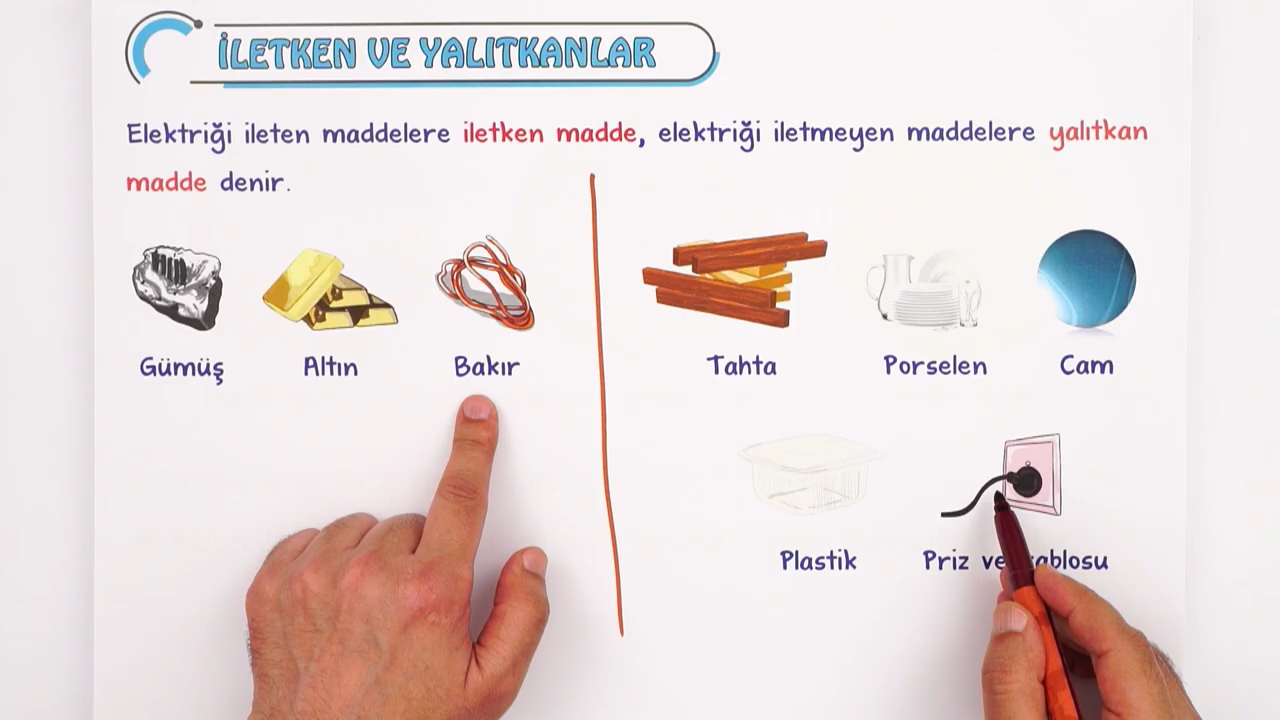 İLETKEN VE YALITKANLAR
Elektriği ileten maddelere iletken madde, elektriği iletmeyen maddelere yalıtkan
madde denir.
Gümüş Altın Bakır Tahta Porselen Cam
Plastik Priz ve